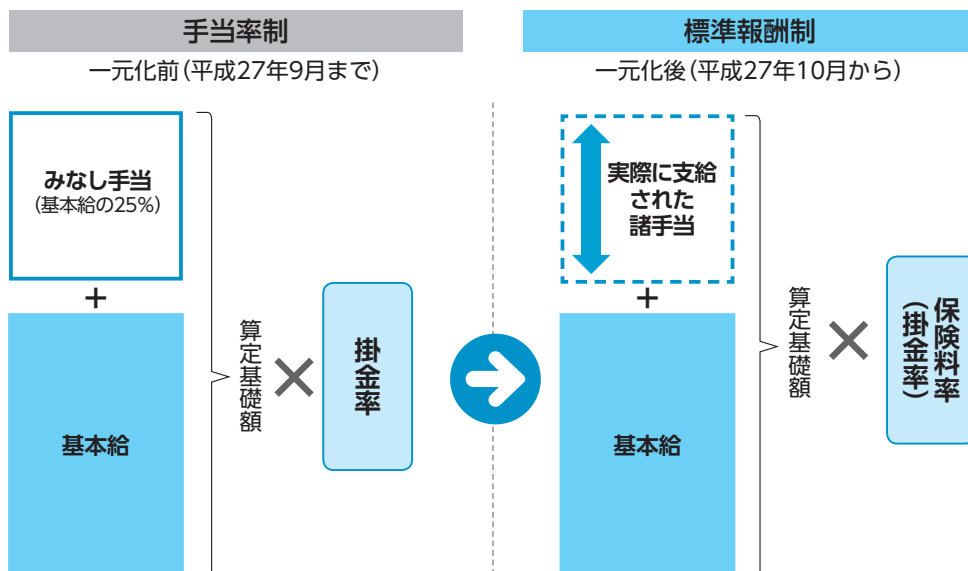 手当率制
一元化前(平成27年9月まで)
みなし手当
(基本給の25%)
+
基本給
算定基礎額
×
掛金率
標準報酬制
一元化後(平成27年10月から)
実際に支給
された
諸手当
+
基本給
算定基礎額
×
保険料率
(掛金率)